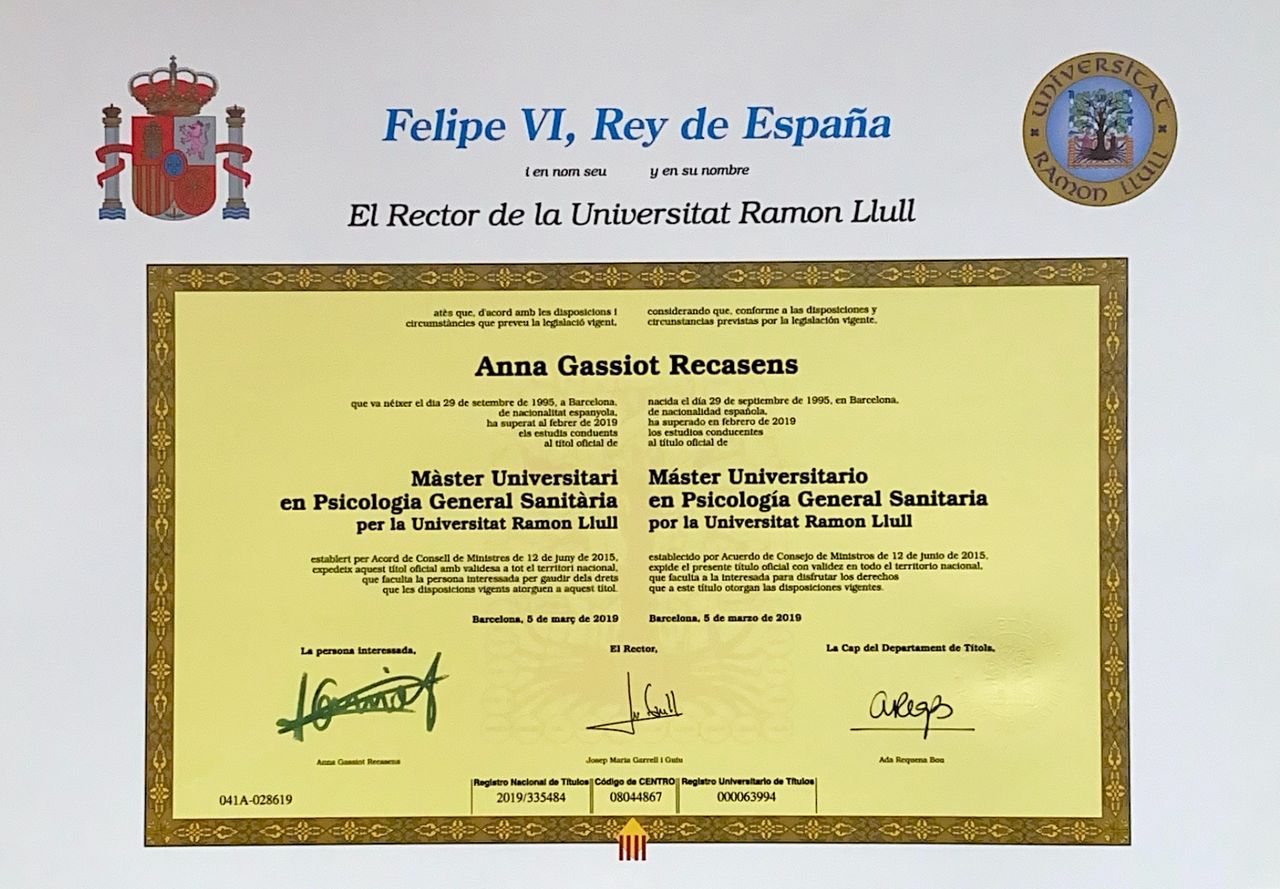 UNIVERSITAT
RAMON LLULL
Felipe VI, Rey de España
i en nom seu y en su nombre
El Rector de la Universitat Ramon Llull
atès que, d'acord amb les disposicions i
circumstàncies que preveu la legislació vigent,
considerando que, conforme a las disposiciones y
circunstancias previstas por la legislación vigente,
Anna Gassiot Recasens
que va néixer el dia 29 de setembre de 1995, a Barcelona,
de nacionalitat espanyola,
ha superat al febrer de 2019
els estudis conduents
al títol oficial de
nacida el día 29 de septiembre de 1995, en Barcelona,
de nacionalidad española,
ha superado en febrero de 2019
los estudios conducentes
al título oficial de
Màster Universitari
en Psicologia General Sanitària
per la Universitat Ramon Llull
Máster Universitario
en Psicología General Sanitaria
por la Universitat Ramon Llull
establert per Acord de Consell de Ministres de 12 de juny de 2015,
expedeix aquest títol oficial amb validesa a tot el territori nacional,
que faculta la persona interessada per gaudir dels drets
que les disposicions vigents atorguen a aquest títol.
establecido por Acuerdo de Consejo de Ministros de 12 de junio de 2015,
expide el presente título oficial con validez en todo el territorio nacional,
que faculta a la interesada para disfrutar los derechos
que a este título otorgan las disposiciones vigentes.
Barcelona, 5 de març de 2019
Barcelona, 5 de marzo de 2019
La persona interessada,
El Rector,
La Cap del Departament de Títols,
Anna Gassiot Recasens
Josep Maria Garrell i Guiu
Ada Requena Bou
041A-028619
Registro Nacional de Títulos
2019/335484
Código de CENTRO
08044867
Registro Universitario de Títulos
000063994